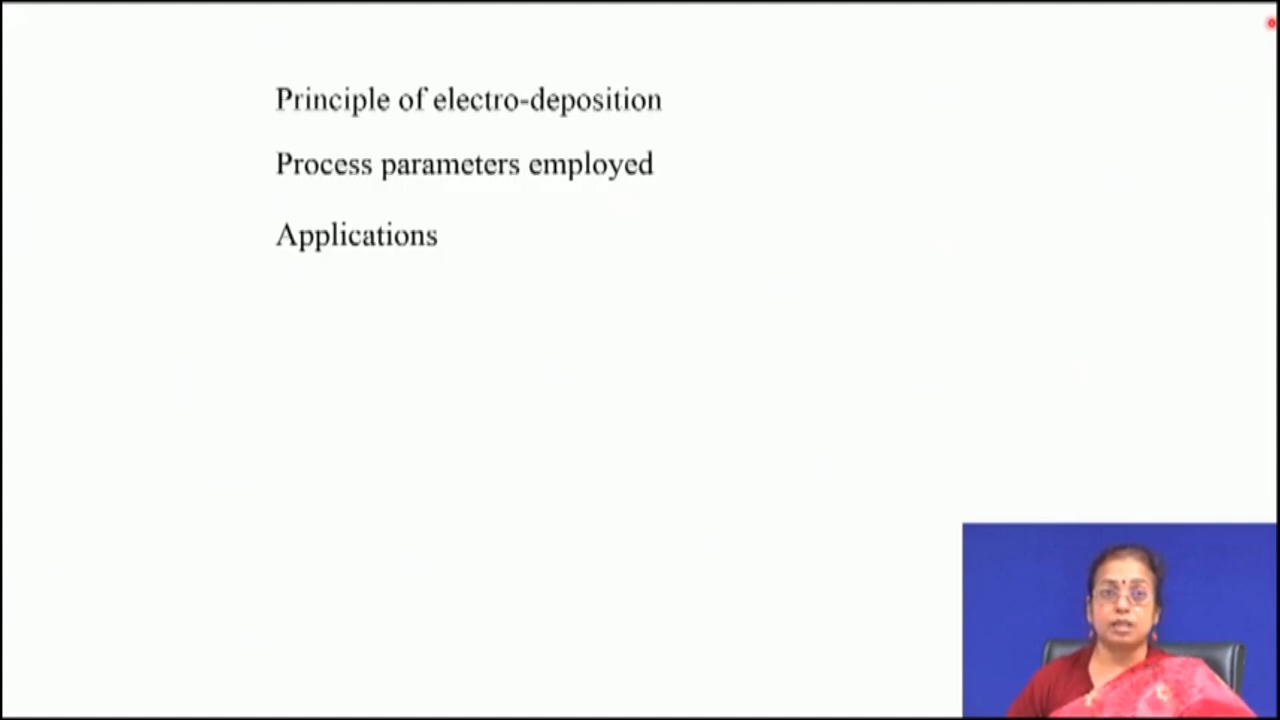 Principle of electro-deposition
Process parameters employed
Applications